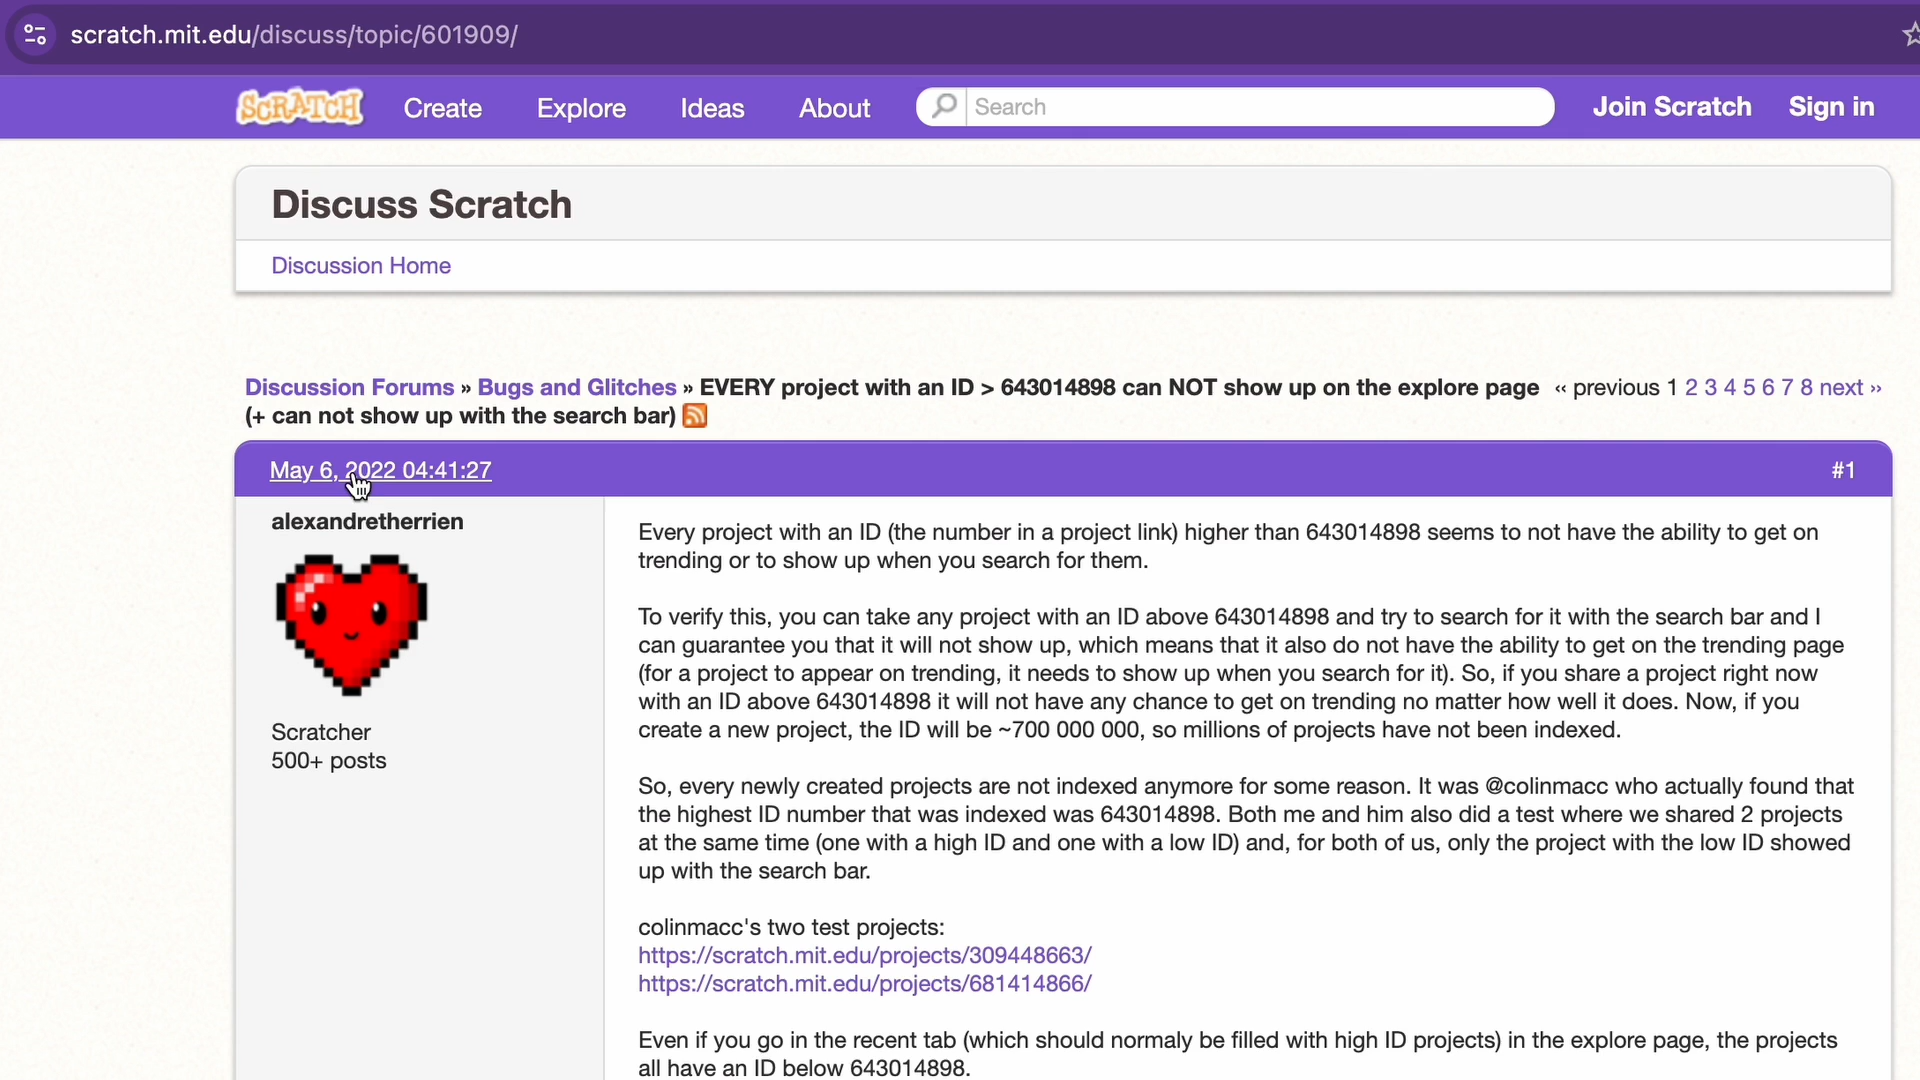 scratch.mit.edu/discuss/topic/601909/
SCRATCH Create Explore Ideas About Search Join Scratch Sign in
Discuss Scratch
Discussion Home
Discussion Forums » Bugs and Glitches » EVERY project with an ID > 643014898 can NOT show up on the explore page « previous 1 2 3 4 5 6 7 8 next »
(+ can not show up with the search bar)
May 6, 2022 04:41:27 #1
alexandretherrien
Scratcher
500+ posts
Every project with an ID (the number in a project link) higher than 643014898 seems to not have the ability to get on
trending or to show up when you search for them.
To verify this, you can take any project with an ID above 643014898 and try to search for it with the search bar and I
can guarantee you that it will not show up, which means that it also do not have the ability to get on the trending page
(for a project to appear on trending, it needs to show up when you search for it). So, if you share a project right now
with an ID above 643014898 it will not have any chance to get on trending no matter how well it does. Now, if you
create a new project, the ID will be ~700 000 000, so millions of projects have not been indexed.
So, every newly created projects are not indexed anymore for some reason. It was @colinmacc who actually found that
the highest ID number that was indexed was 643014898. Both me and him also did a test where we shared 2 projects
at the same time (one with a high ID and one with a low ID) and, for both of us, only the project with the low ID showed
up with the search bar.
colinmacc's two test projects:
https://scratch.mit.edu/projects/309448663/
https://scratch.mit.edu/projects/681414866/
Even if you go in the recent tab (which should normaly be filled with high ID projects) in the explore page, the projects
all have an ID below 643014898.